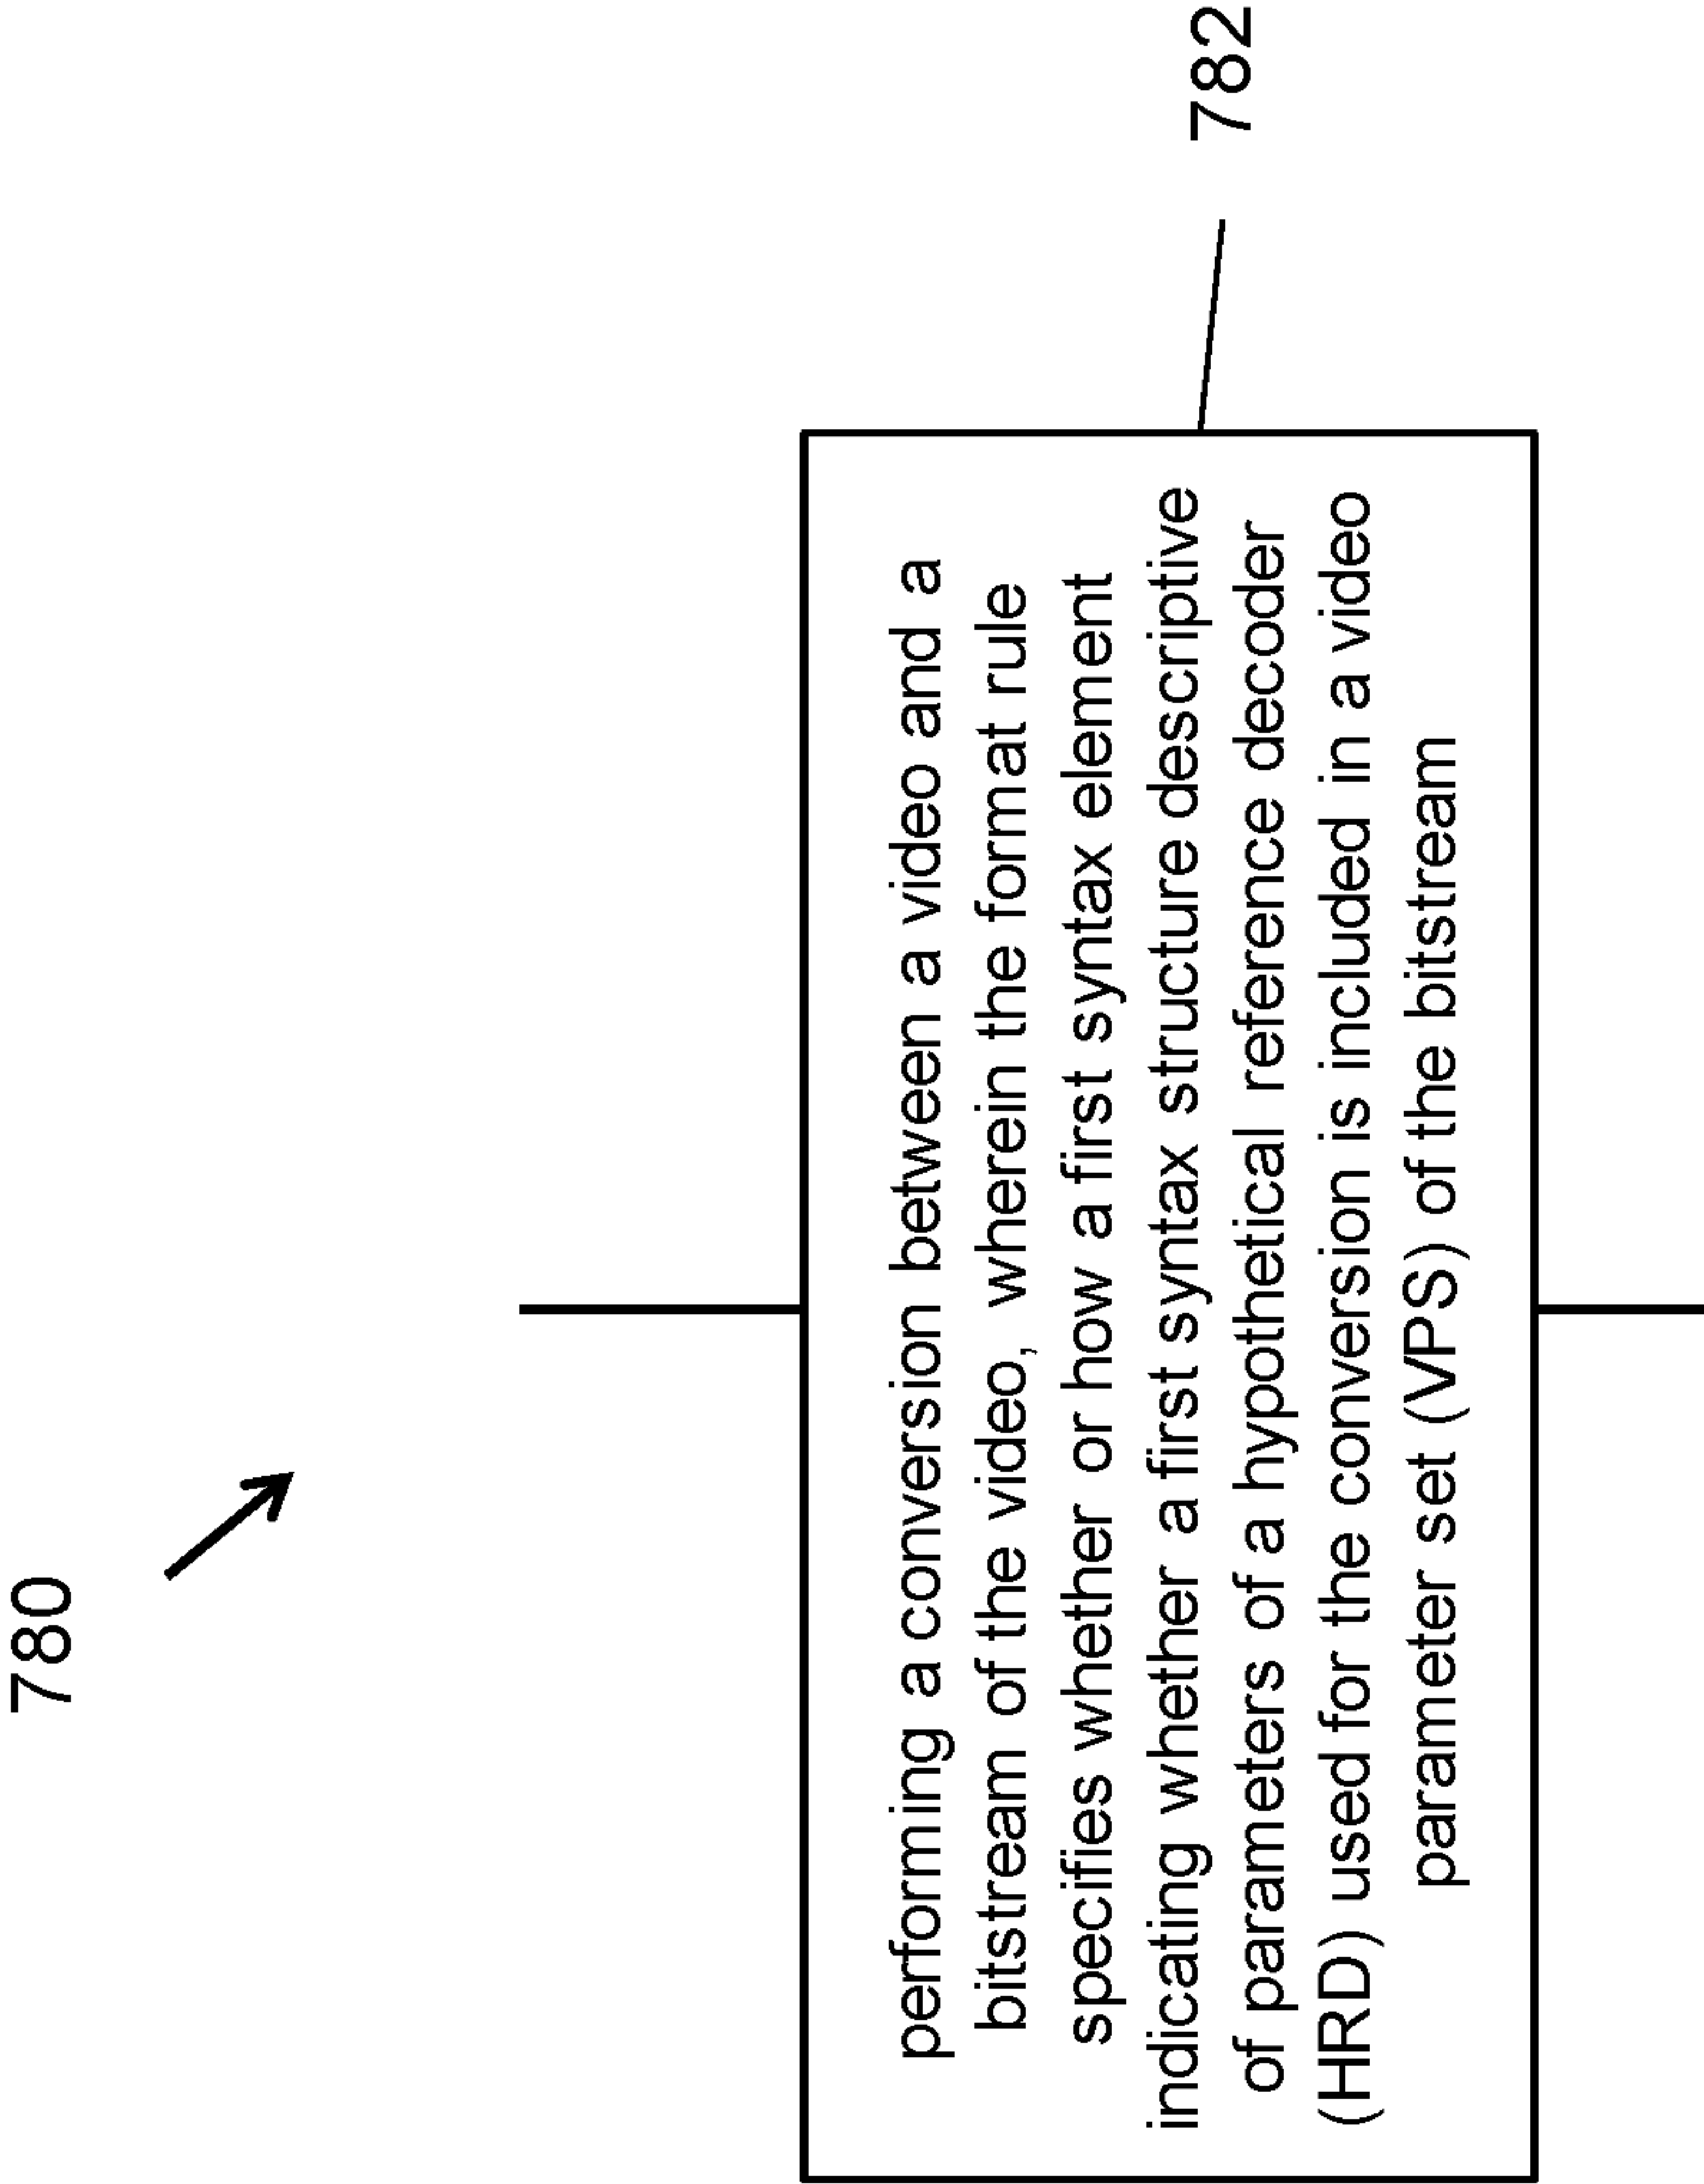 780
performing a conversion between a video and a
bitstream of the video, wherein the format rule
specifies whether or how a first syntax element
indicating whether a first syntax structure descriptive
of parameters of a hypothetical reference decoder
(HRD) used for the conversion is included in a video
parameter set (VPS) of the bitstream
782